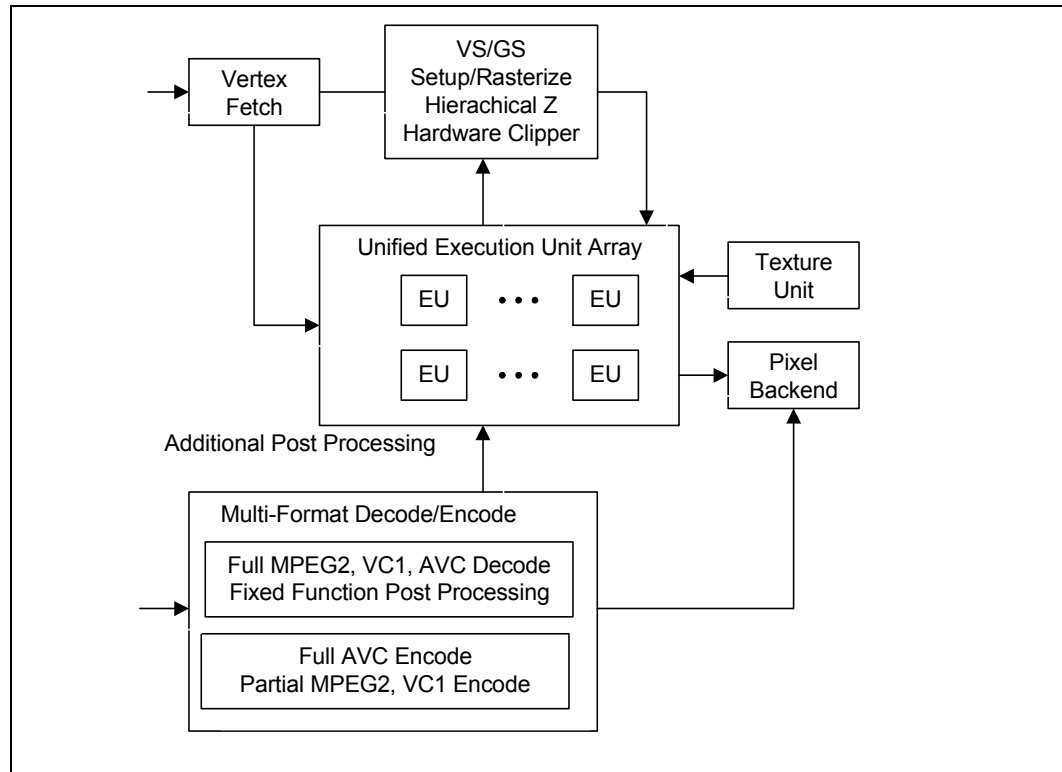 VS/GS
Setup/Rasterize
Hierachical Z
Hardware Clipper
Vertex
Fetch
Unified Execution Unit Array
EU • • • EU
EU • • • EU
Texture
Unit
Pixel
Backend
Additional Post Processing
Multi-Format Decode/Encode
Full MPEG2, VC1, AVC Decode
Fixed Function Post Processing
Full AVC Encode
Partial MPEG2, VC1 Encode